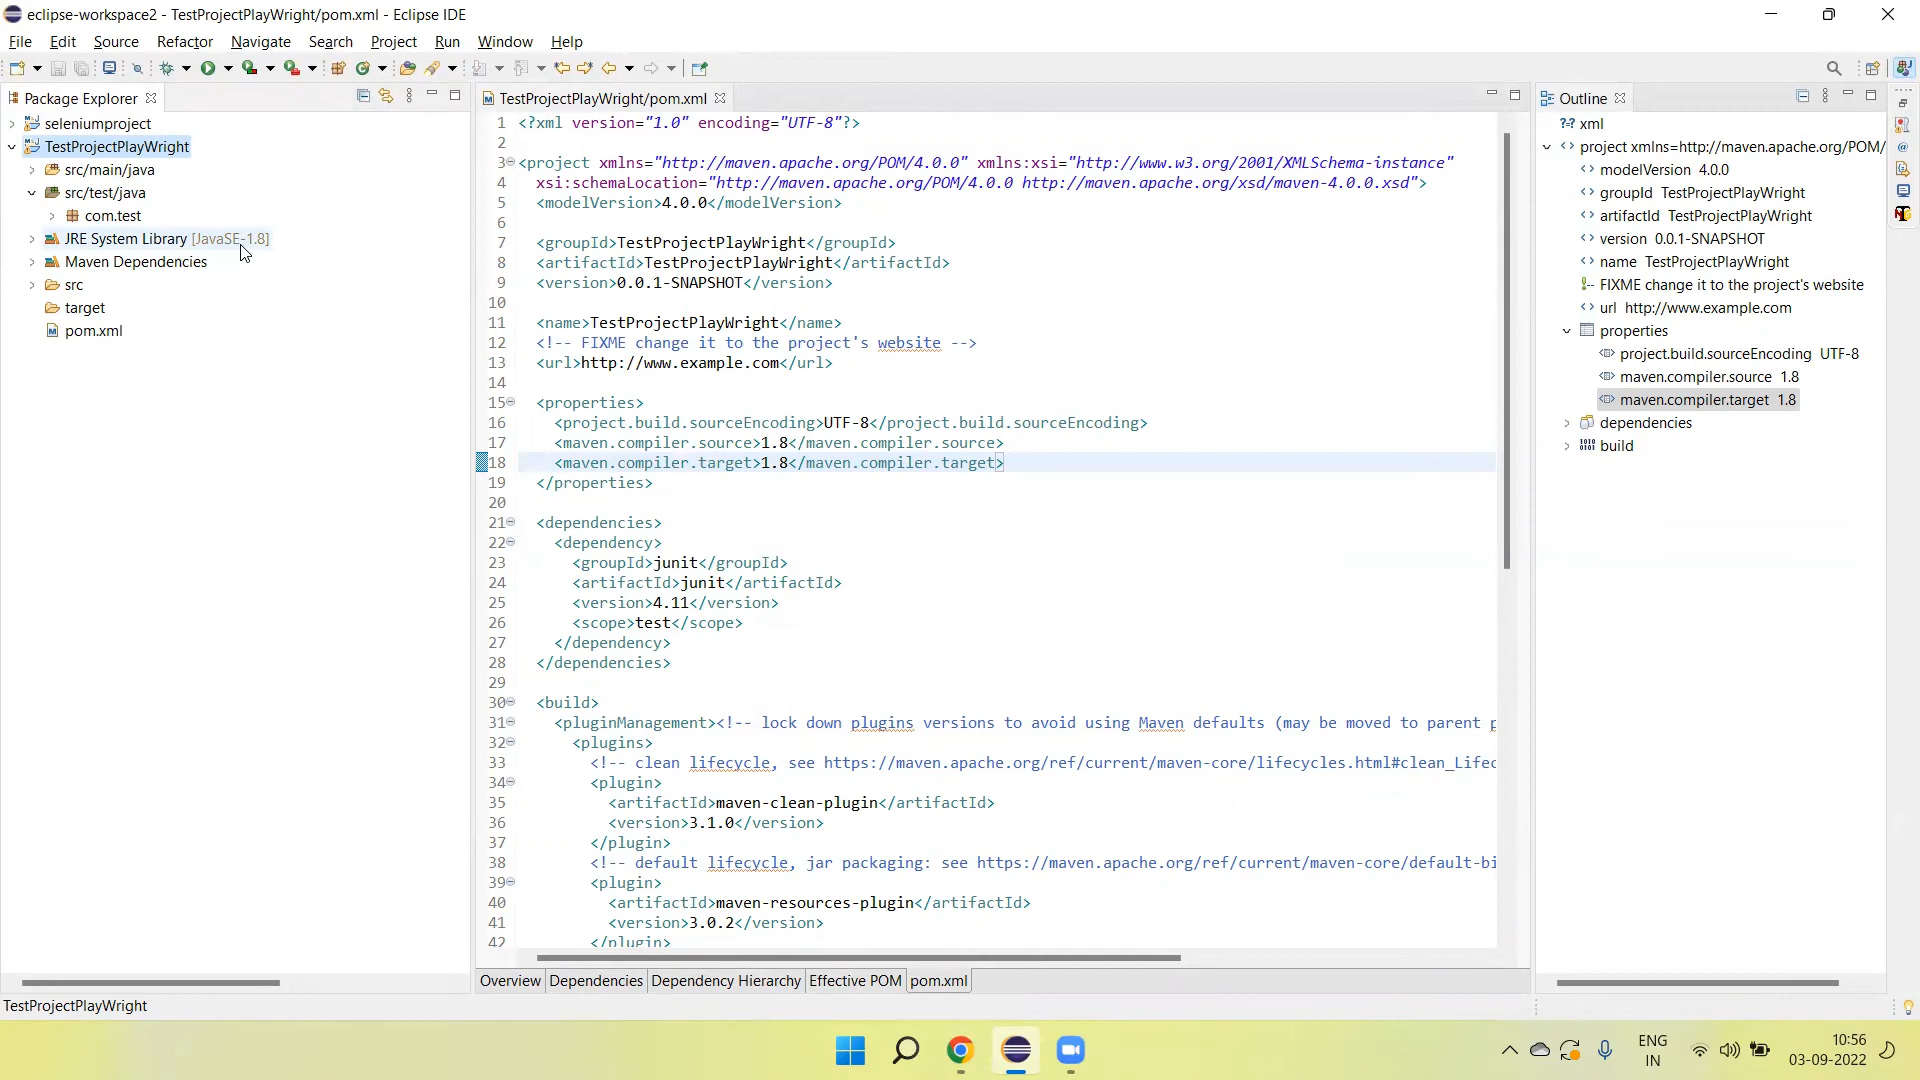 eclipse-workspace2 - TestProjectPlayWright/pom.xml - Eclipse IDE
File Edit Source Refactor Navigate Search Project Run Window Help
Package Explorer
seleniumproject
TestProjectPlayWright
src/main/java
src/test/java
com.test
JRE System Library [JavaSE-1.8]
Maven Dependencies
src
target
pom.xml
TestProjectPlayWright/pom.xml
1 <?xml version="1.0" encoding="UTF-8"?>
2
3 <project xmlns="http://maven.apache.org/POM/4.0.0" xmlns:xsi="http://www.w3.org/2001/XMLSchema-instance"
4 xsi:schemaLocation="http://maven.apache.org/POM/4.0.0 http://maven.apache.org/xsd/maven-4.0.0.xsd">
5 <modelVersion>4.0.0</modelVersion>
6
7 <groupId>TestProjectPlayWright</groupId>
8 <artifactId>TestProjectPlayWright</artifactId>
9 <version>0.0.1-SNAPSHOT</version>
10
11 <name>TestProjectPlayWright</name>
12 <!-- FIXME change it to the project's website -->
13 <url>http://www.example.com</url>
14
15 <properties>
16 <project.build.sourceEncoding>UTF-8</project.build.sourceEncoding>
17 <maven.compiler.source>1.8</maven.compiler.source>
18 <maven.compiler.target>1.8</maven.compiler.target>
19 </properties>
20
21 <dependencies>
22 <dependency>
23 <groupId>junit</groupId>
24 <artifactId>junit</artifactId>
25 <version>4.11</version>
26 <scope>test</scope>
27 </dependency>
28 </dependencies>
29
30 <build>
31 <pluginManagement><!-- lock down plugins versions to avoid using Maven defaults (may be moved to parent p
32 <plugins>
33 <!-- clean lifecycle, see https://maven.apache.org/ref/current/maven-core/lifecycles.html#clean_Lifec
34 <plugin>
35 <artifactId>maven-clean-plugin</artifactId>
36 <version>3.1.0</version>
37 </plugin>
38 <!-- default lifecycle, jar packaging: see https://maven.apache.org/ref/current/maven-core/default-bi
39 <plugin>
40 <artifactId>maven-resources-plugin</artifactId>
41 <version>3.0.2</version>
42 </plugin>
Overview Dependencies Dependency Hierarchy Effective POM pom.xml
Outline
?? xml
project xmlns=http://maven.apache.org/POM/
modelVersion 4.0.0
groupId TestProjectPlayWright
artifactId TestProjectPlayWright
version 0.0.1-SNAPSHOT
name TestProjectPlayWright
FIXME change it to the project's website
url http://www.example.com
properties
project.build.sourceEncoding UTF-8
maven.compiler.source 1.8
maven.compiler.target 1.8
dependencies
build
TestProjectPlayWright
ENG
IN
10:56
03-09-2022